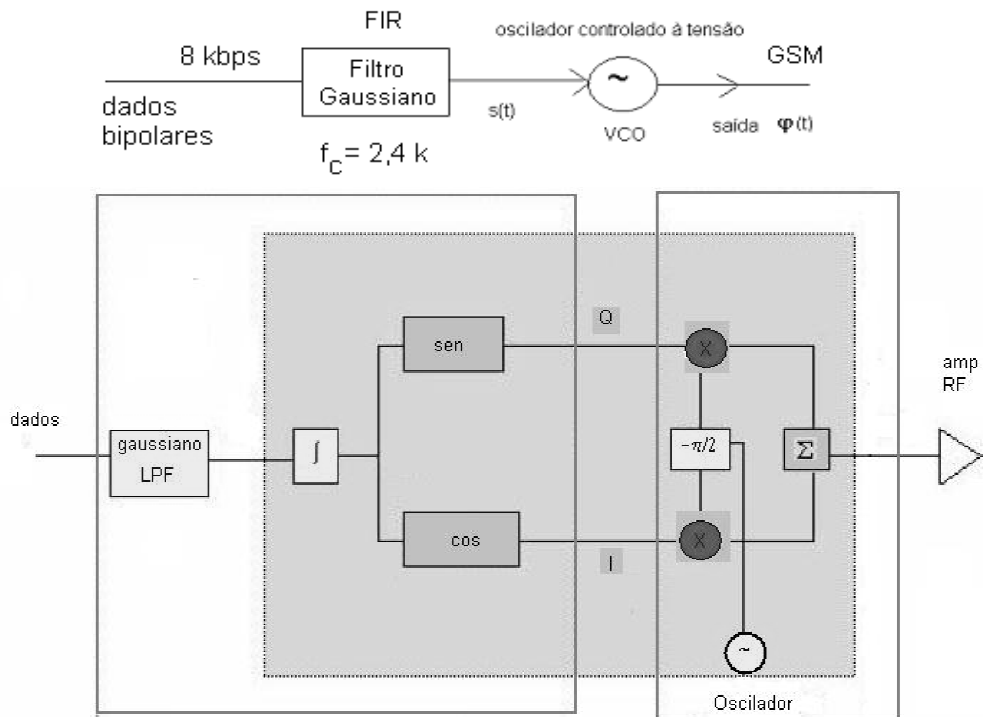 FIR
oscilador controlado à tensão
8 kbps
Filtro
Gaussiano
~
GSM
dados
bipolares
s(t)
VCO
saída φ(t)
f_C = 2,4 k
sen
Q
X
amp
RF
dados
gaussiano
LPF
∫
-π/2
Σ
cos
I
X
~
Oscilador